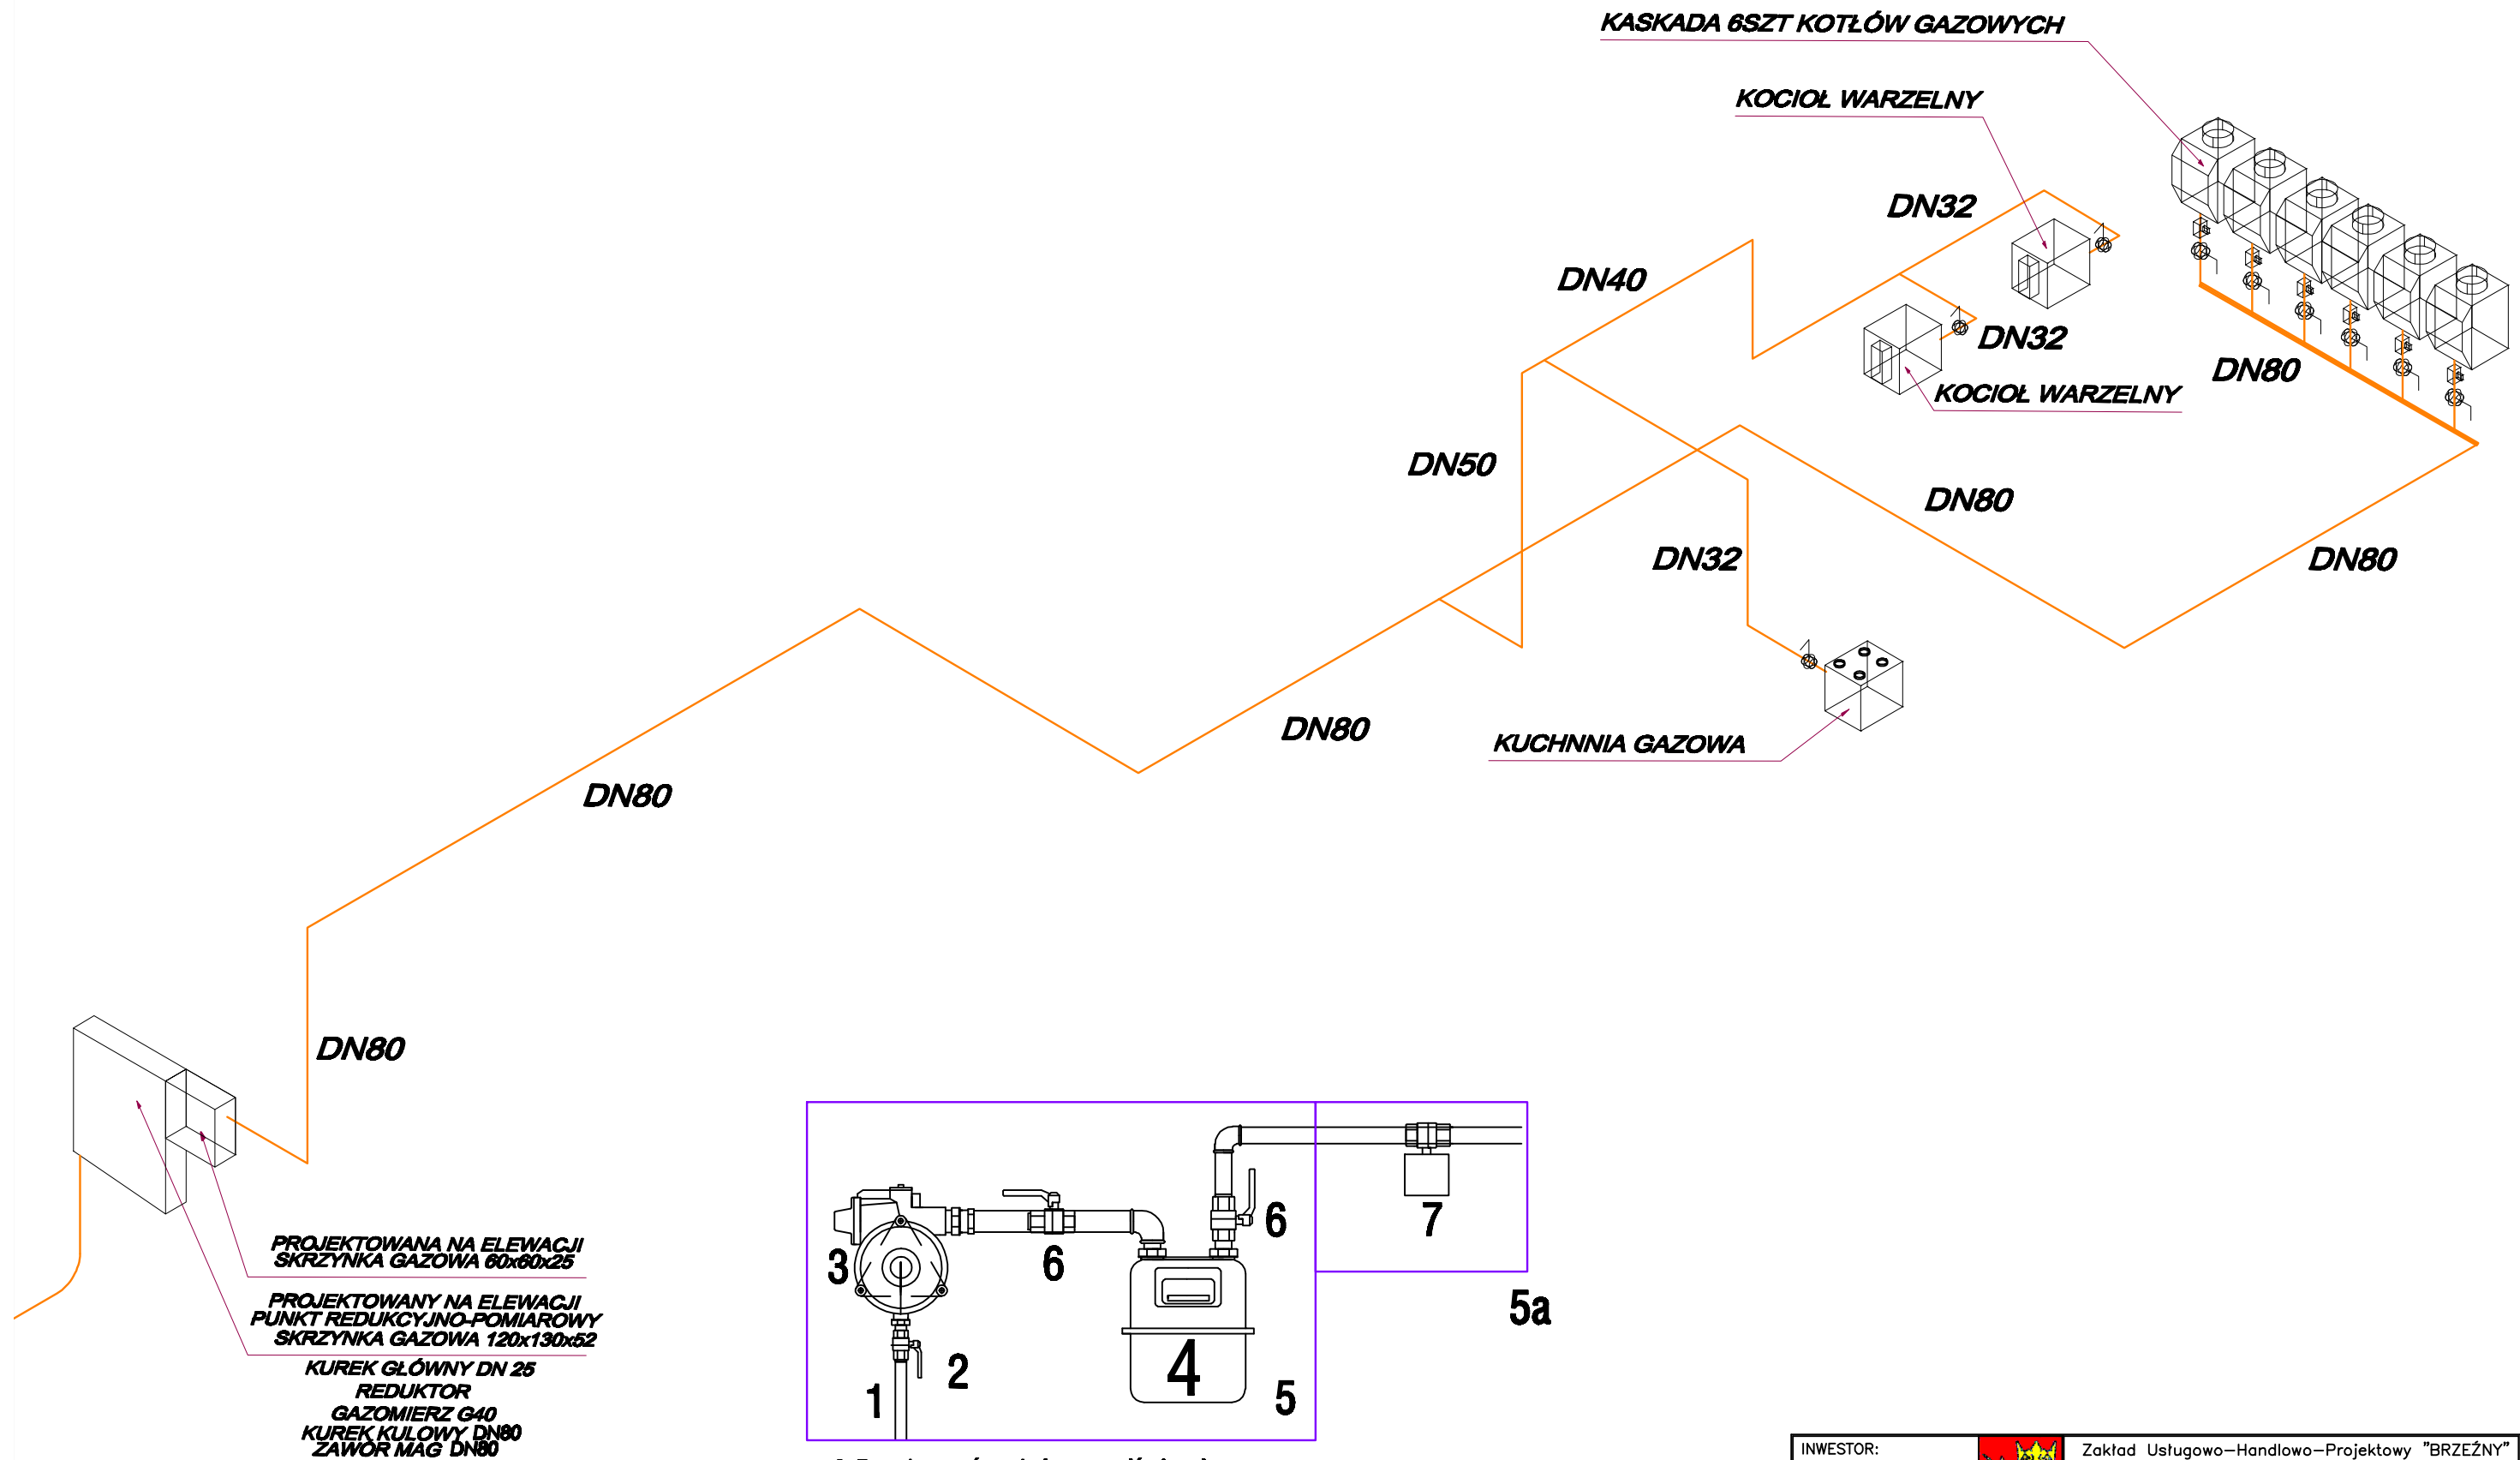 KASKADA 6SZT KOTŁÓW GAZOWYCH
KOCIOŁ WARZELNY
DN32
DN40
DN32
DN80
KOCIOŁ WARZELNY
DN50
DN80
DN32
DN80
DN80
KUCHNNIA GAZOWA
DN80
DN80
PROJEKTOWANA NA ELEWACJI
SKRZYNKA GAZOWA 60x60x25
PROJEKTOWANY NA ELEWACJI
PUNKT REDUKCYJNO-POMIAROWY
SKRZYNKA GAZOWA 120x130x52
KUREK GŁÓWNY DN 25
REDUKTOR
GAZOMIERZ G40
KUREK KULOWY DN80
ZAWÓR MAG DN80
3
6
6
7
5a
1
2
4
5
INWESTOR:
Zakład Usługowo-Handlowo-Projektowy "BRZEŹNY"